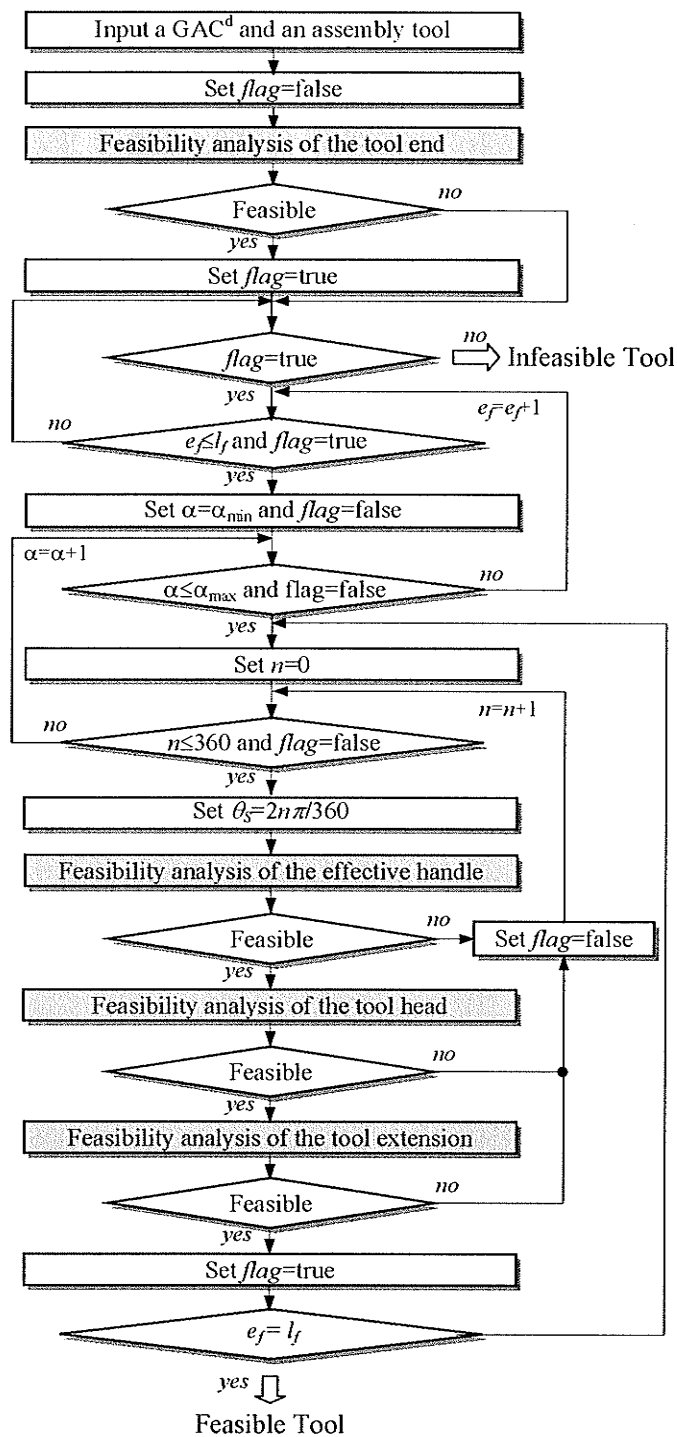 Input a GACᵈ and an assembly tool
Set flag=false
Feasibility analysis of the tool end
no
Feasible
yes
Set flag=true
no
flag=true
Infeasible Tool
yes
e_f=e_f+1
no
e_f≤l_f and flag=true
yes
Set α=α_min and flag=false
α=α+1
no
α≤α_max and flag=false
yes
Set n=0
n=n+1
no
n≤360 and flag=false
yes
Set θ_S=2nπ/360
Feasibility analysis of the effective handle
no
Feasible
Set flag=false
yes
Feasibility analysis of the tool head
no
Feasible
yes
Feasibility analysis of the tool extension
no
Feasible
yes
Set flag=true
e_f= l_f
yes
Feasible Tool